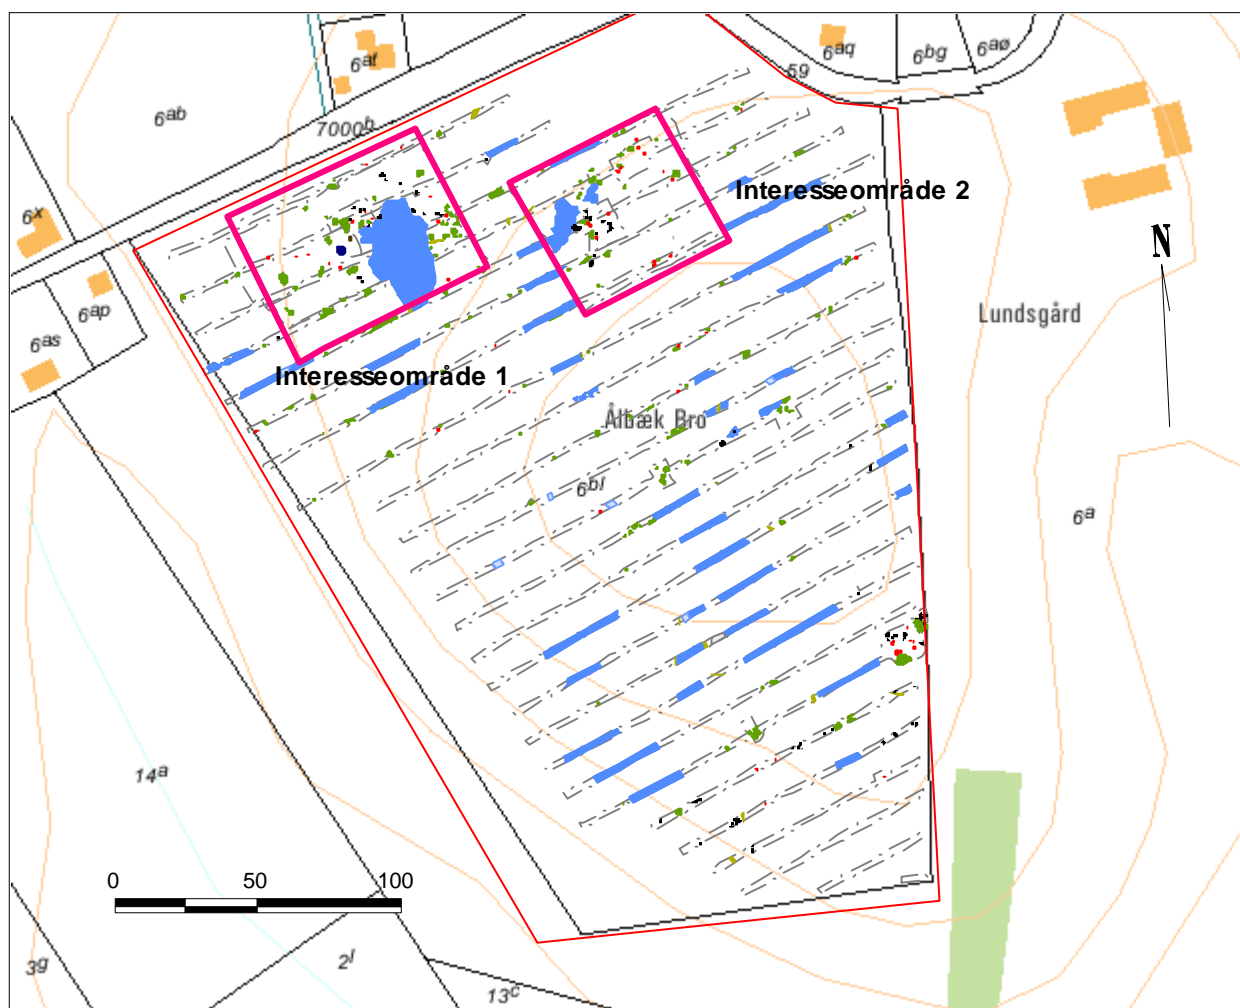 6af
6aq
6bg
6aø
59
6ab
7000b
6x
Interesseområde 2
N
6ap
6as
Lundsgård
Interesseområde 1
Ålbæk Bro
6bl
6a
14a
0 50 100
2l
3g
13c